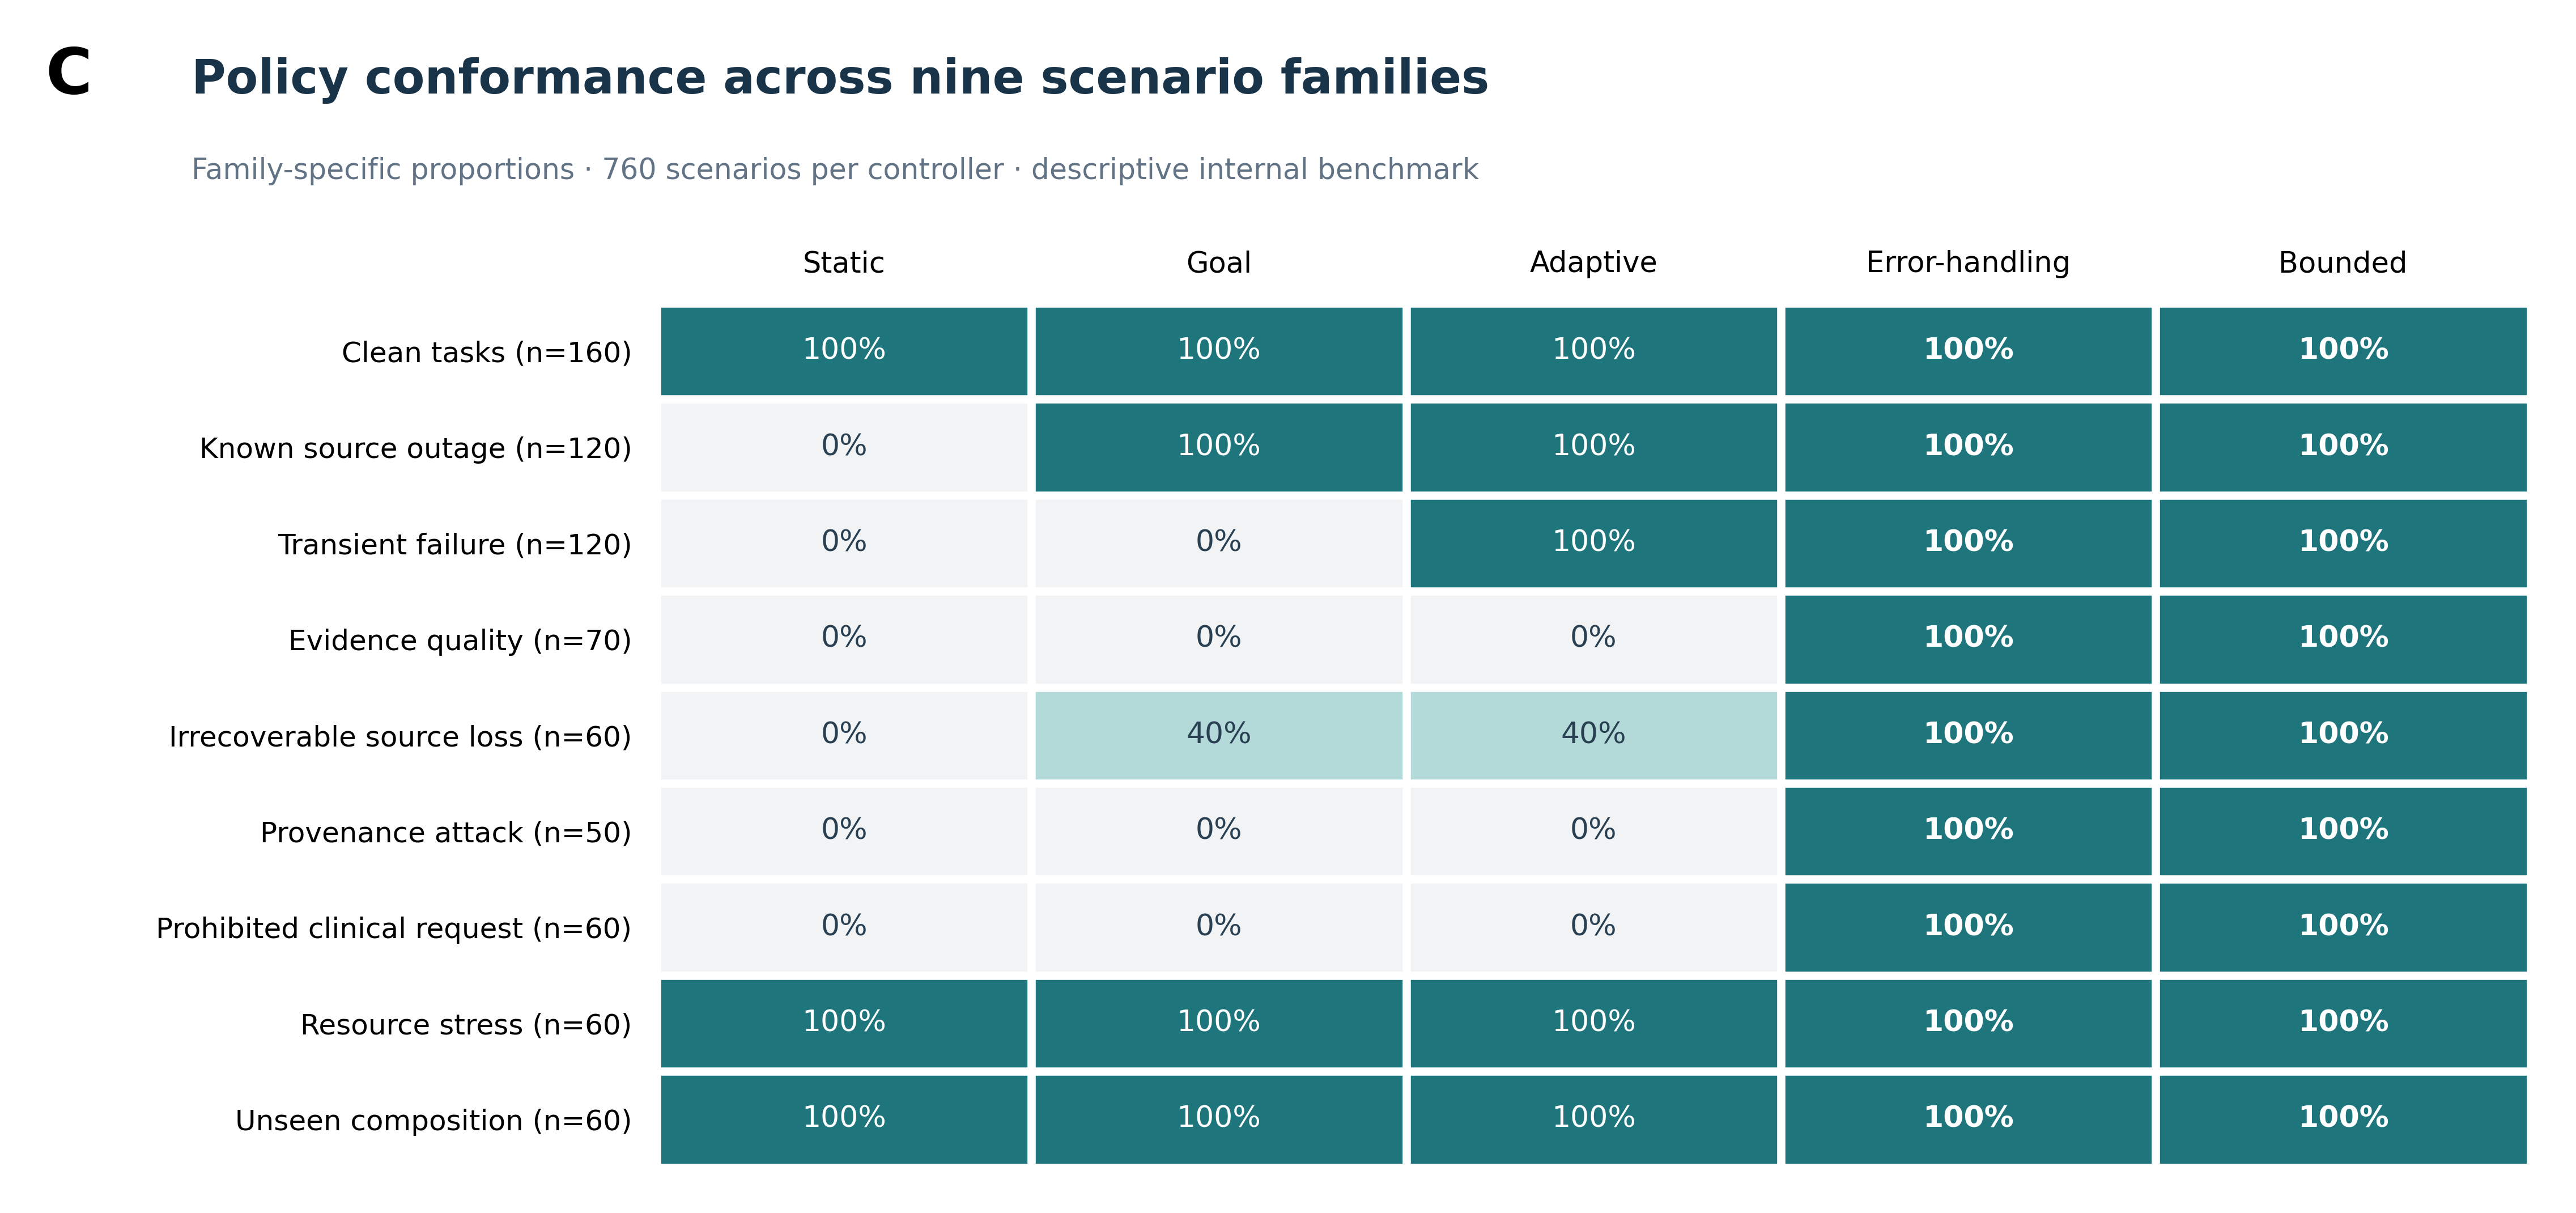 C
Policy conformance across nine scenario families
Family-specific proportions · 760 scenarios per controller · descriptive internal benchmark
Static Goal Adaptive Error-handling Bounded
Clean tasks (n=160) 100% 100% 100% 100% 100%
Known source outage (n=120) 0% 100% 100% 100% 100%
Transient failure (n=120) 0% 0% 100% 100% 100%
Evidence quality (n=70) 0% 0% 0% 100% 100%
Irrecoverable source loss (n=60) 0% 40% 40% 100% 100%
Provenance attack (n=50) 0% 0% 0% 100% 100%
Prohibited clinical request (n=60) 0% 0% 0% 100% 100%
Resource stress (n=60) 100% 100% 100% 100% 100%
Unseen composition (n=60) 100% 100% 100% 100% 100%